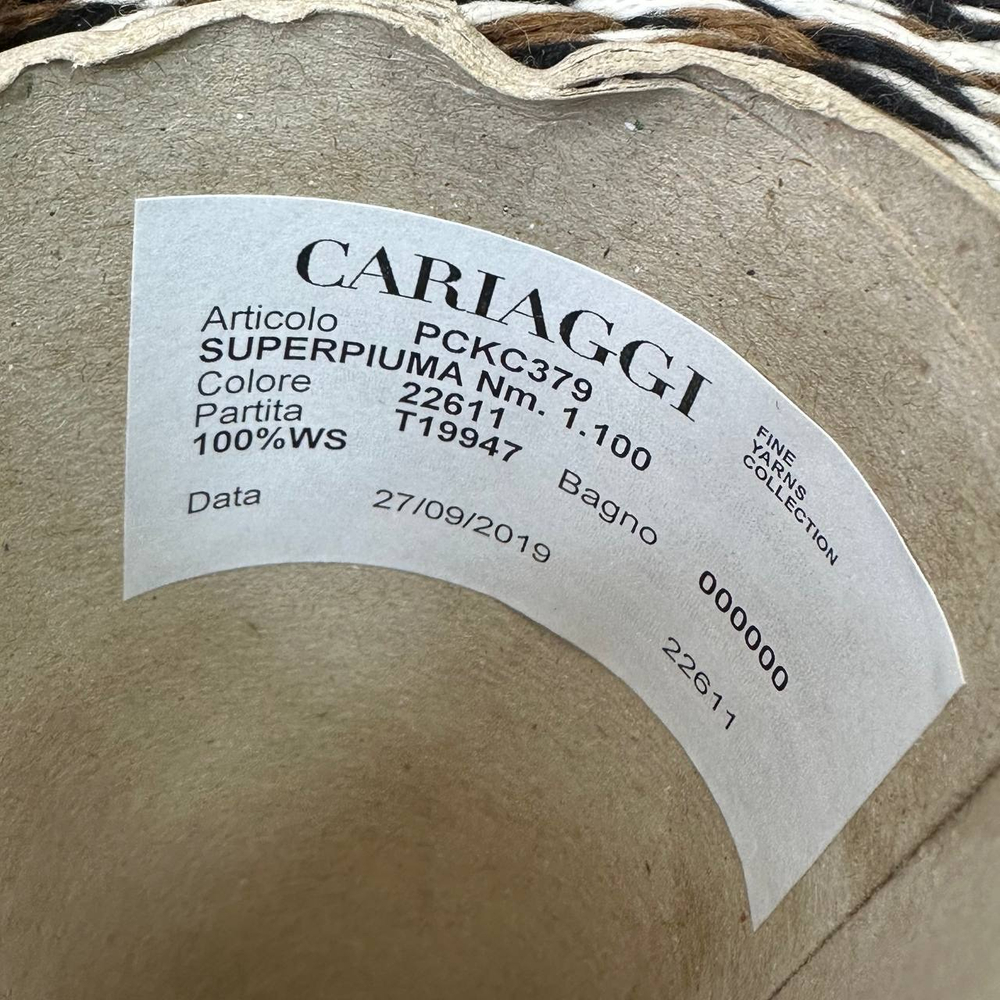 CARIAGGI
Articolo PCKC379
SUPERPIUMA Nm. 1.100
Colore 22611
Partita T19947 Bagno 000000
100%WS
Data 27/09/2019 22611
FINE
YARNS
COLLECTION